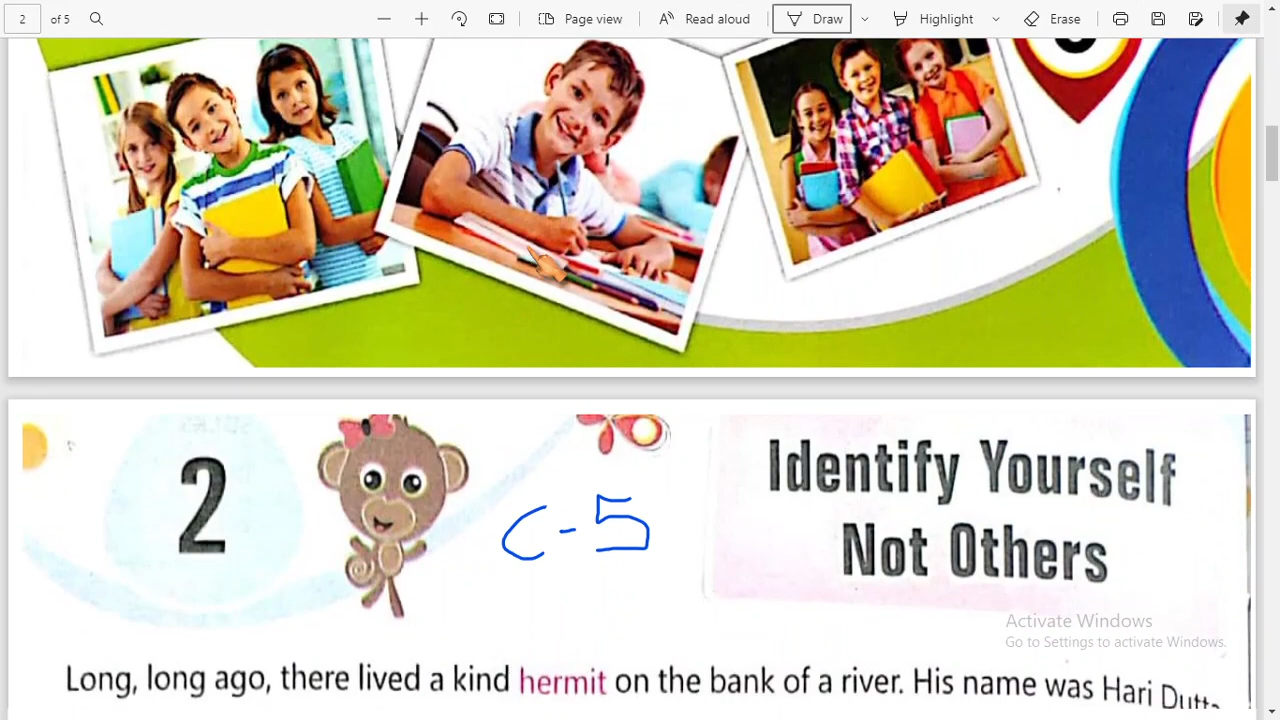 2 of 5 Page view Read aloud Draw Highlight Erase
2
C-5
Identify Yourself
Not Others
Activate Windows
Go to Settings to activate Windows.
Long, long ago, there lived a kind hermit on the bank of a river. His name was Hari